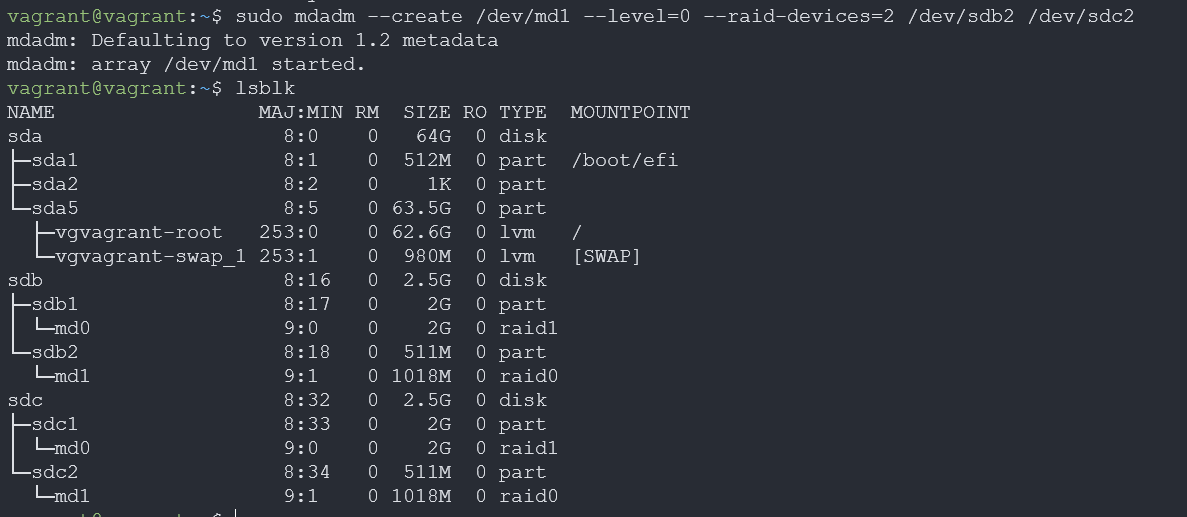 vagrant@vagrant:~$ sudo mdadm --create /dev/md1 --level=0 --raid-devices=2 /dev/sdb2 /dev/sdc2
mdadm: Defaulting to version 1.2 metadata
mdadm: array /dev/md1 started.
vagrant@vagrant:~$ lsblk
NAME                 MAJ:MIN RM  SIZE RO TYPE  MOUNTPOINT
sda                    8:0    0   64G  0 disk
├─sda1                 8:1    0  512M  0 part  /boot/efi
├─sda2                 8:2    0    1K  0 part
└─sda5                 8:5    0 63.5G  0 part
  ├─vgvagrant-root   253:0    0 62.6G  0 lvm   /
  └─vgvagrant-swap_1 253:1    0  980M  0 lvm   [SWAP]
sdb                    8:16   0  2.5G  0 disk
├─sdb1                 8:17   0    2G  0 part
│ └─md0                9:0    0    2G  0 raid1
└─sdb2                 8:18   0  511M  0 part
  └─md1                9:1    0 1018M  0 raid0
sdc                    8:32   0  2.5G  0 disk
├─sdc1                 8:33   0    2G  0 part
│ └─md0                9:0    0    2G  0 raid1
└─sdc2                 8:34   0  511M  0 part
  └─md1                9:1    0 1018M  0 raid0